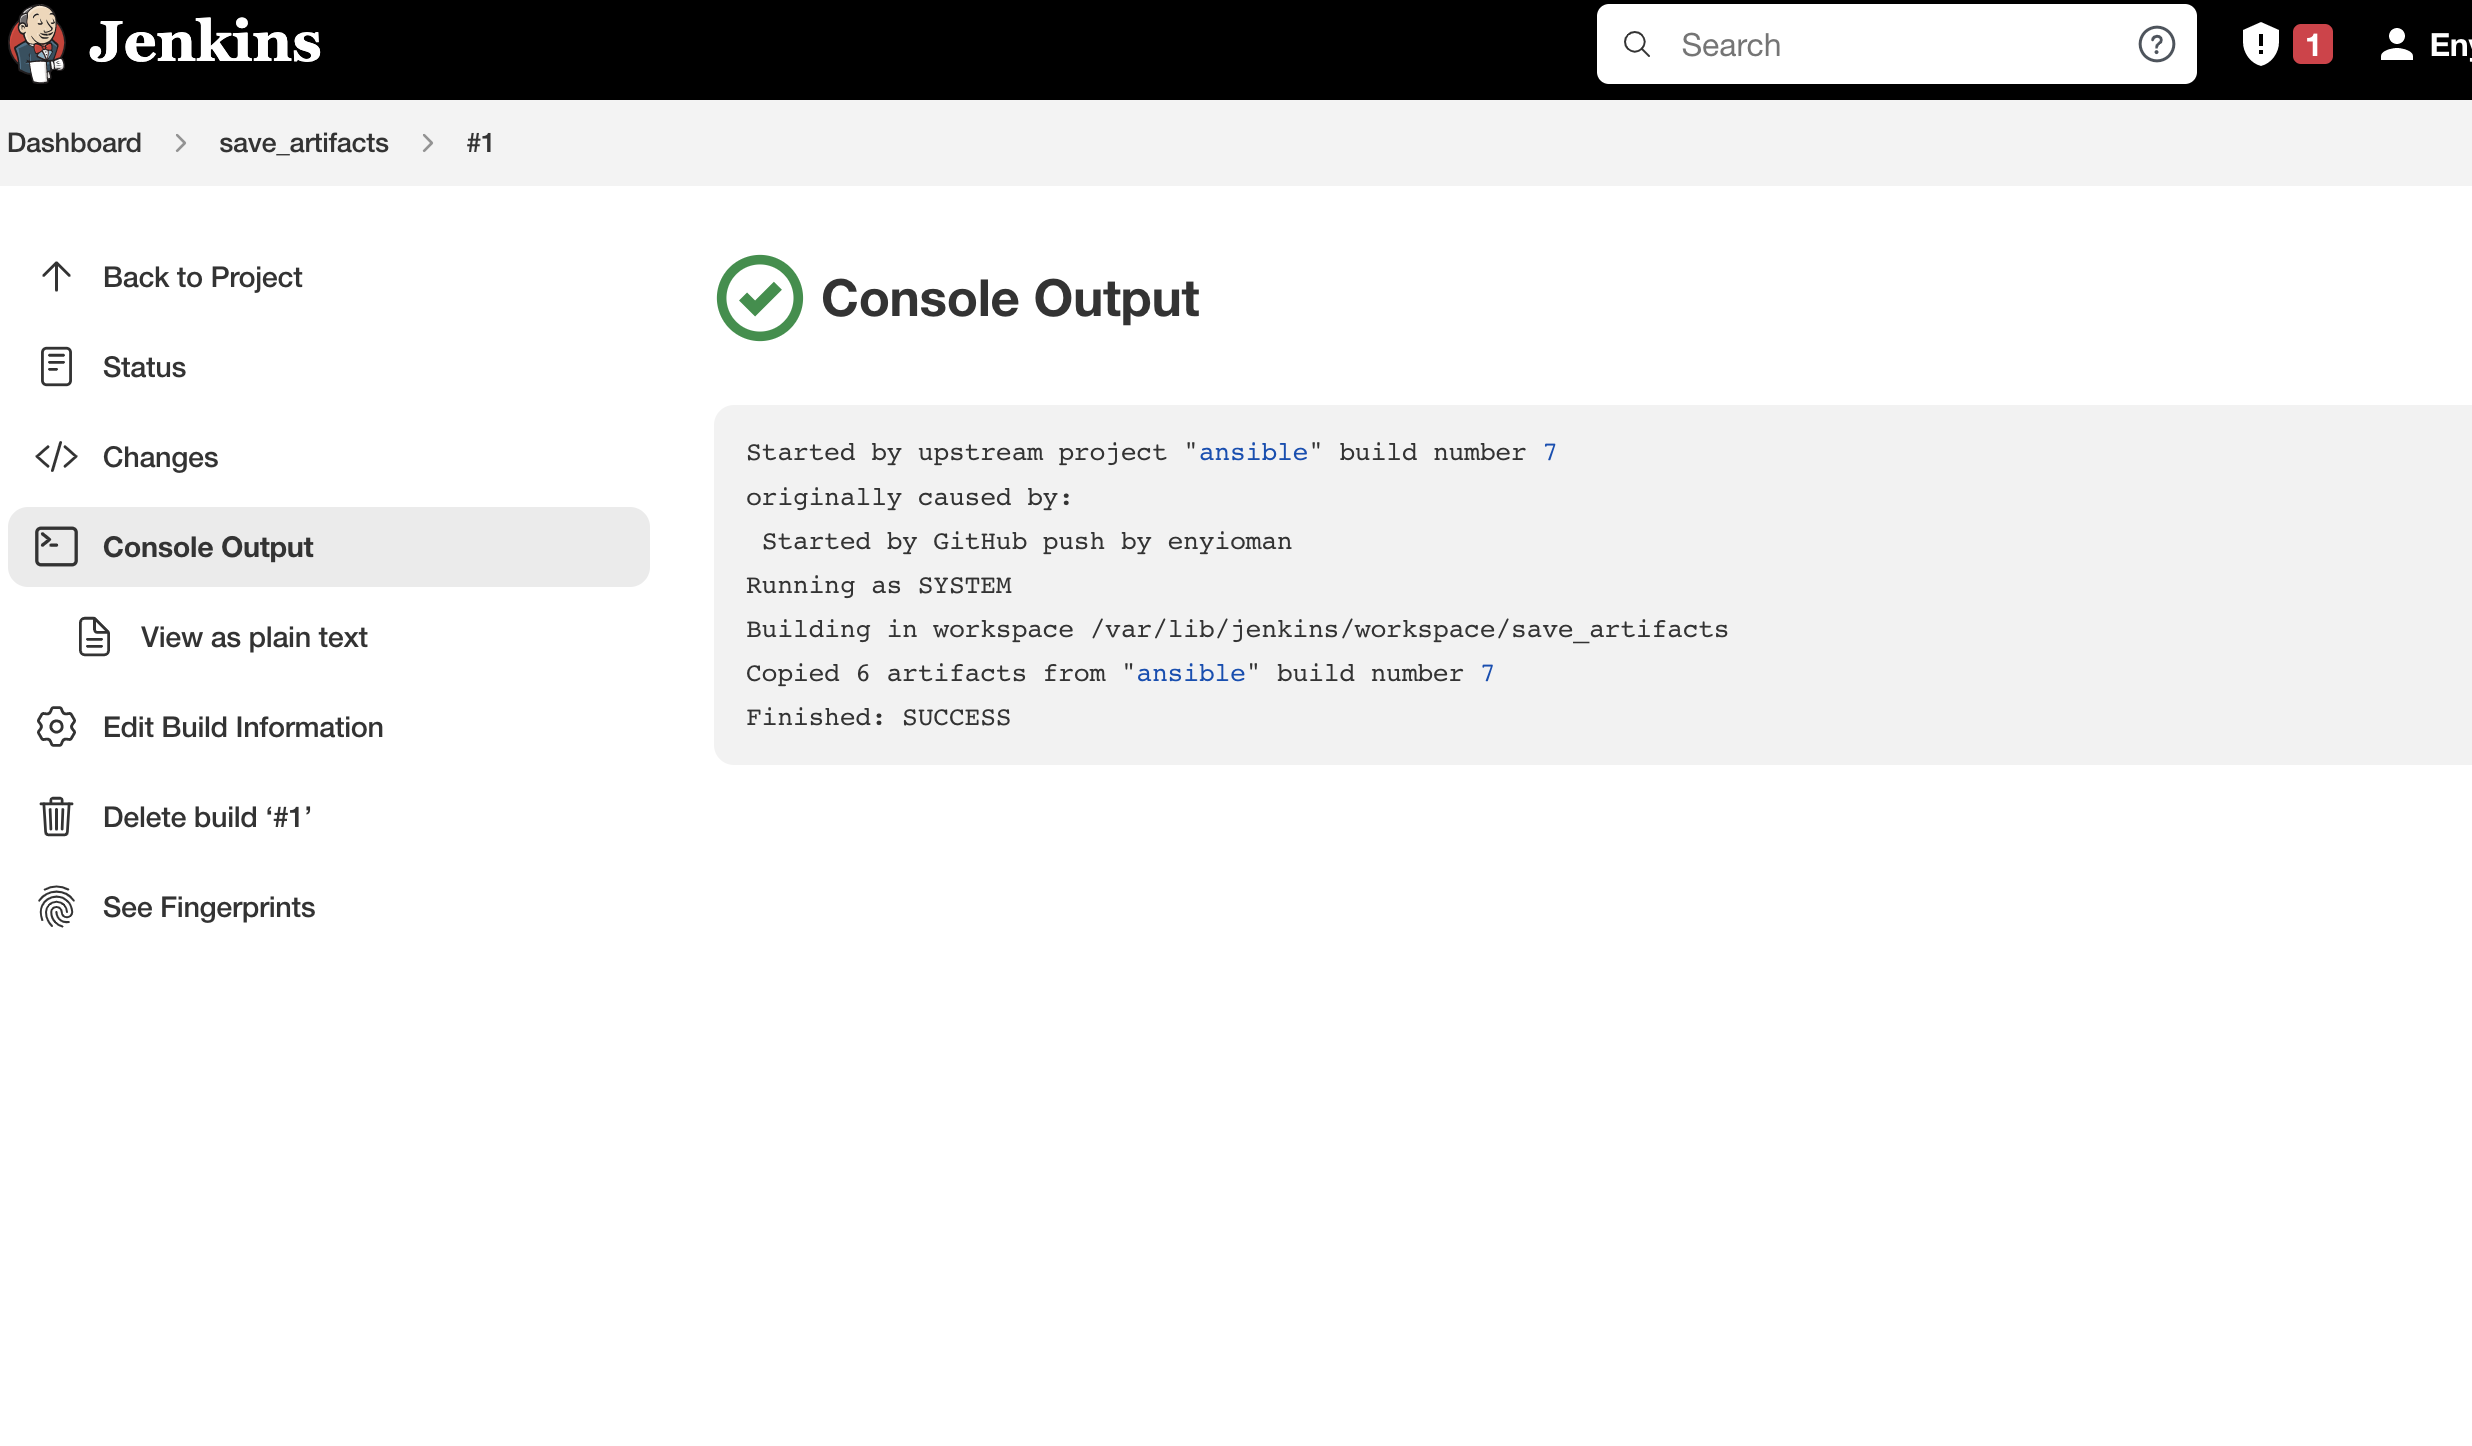 Jenkins
Search
1
Dashboard
save_artifacts
#1
Back to Project
Status
Changes
Console Output
View as plain text
Edit Build Information
Delete build ‘#1’
See Fingerprints
Console Output
Started by upstream project "ansible" build number 7
originally caused by:
Started by GitHub push by enyioman
Running as SYSTEM
Building in workspace /var/lib/jenkins/workspace/save_artifacts
Copied 6 artifacts from "ansible" build number 7
Finished: SUCCESS